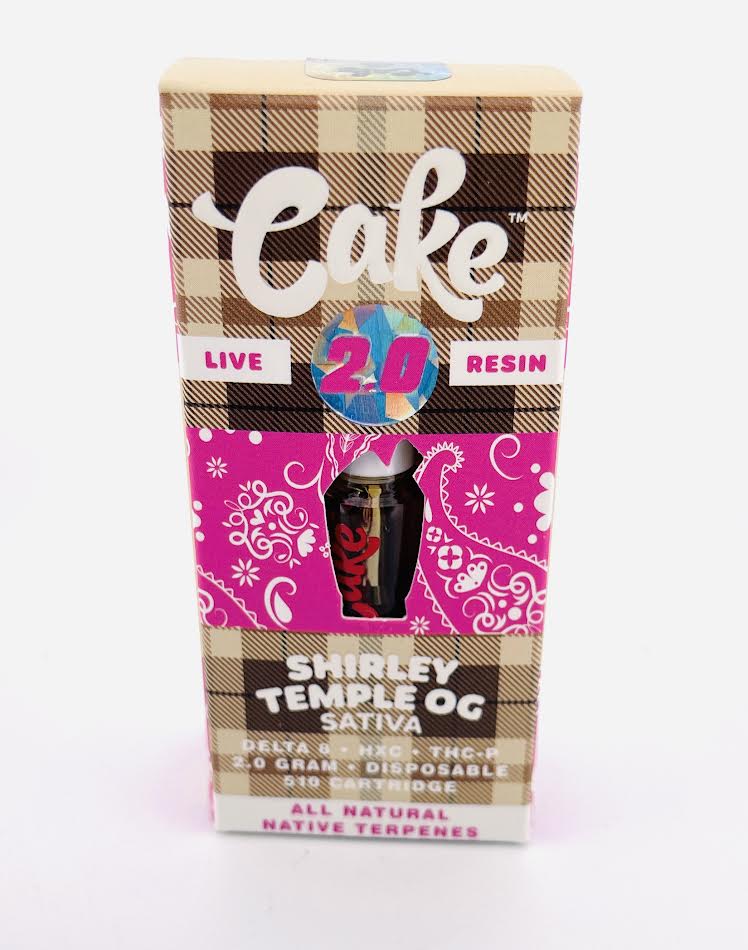 Cake™
2.0
LIVE RESIN
Cake
SHIRLEY
TEMPLE OG
SATIVA
DELTA 8 • HXC • THC-P
2.0 GRAM • DISPOSABLE
510 CARTRIDGE
ALL NATURAL
NATIVE TERPENES